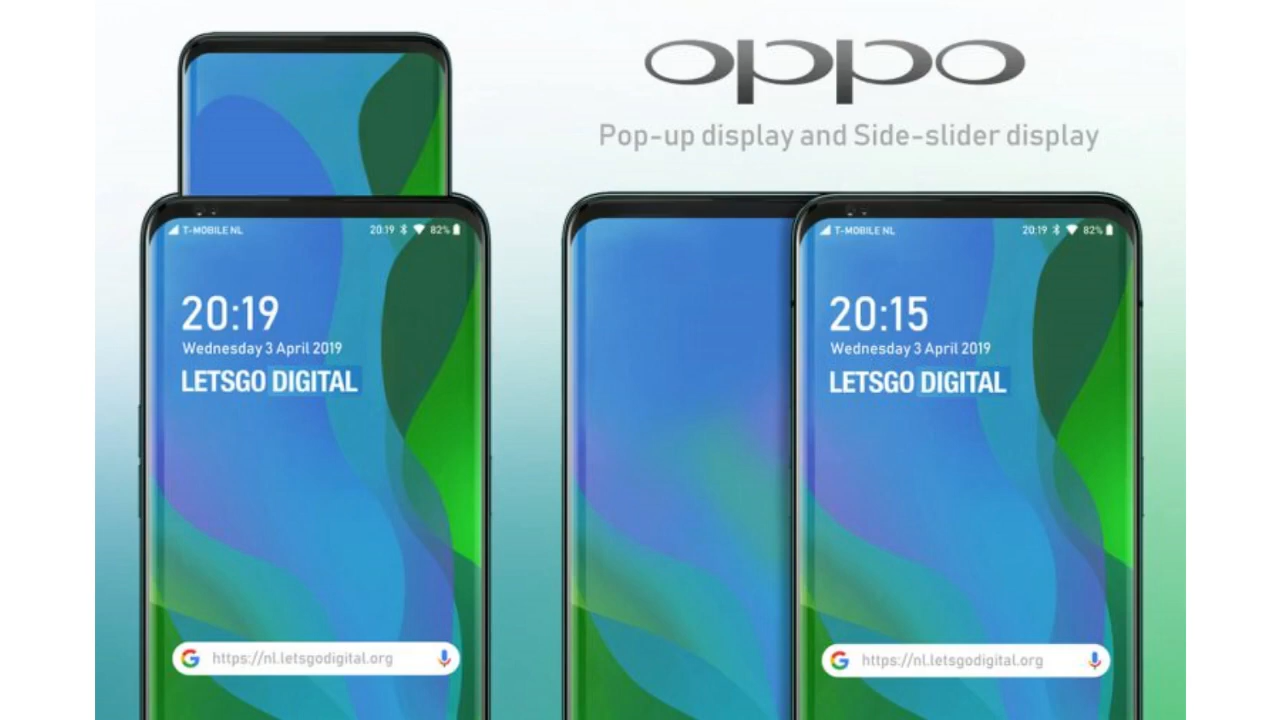 oppo
Pop-up display and Side-slider display
T-MOBILE NL 20:19 82%
20:19
Wednesday 3 April 2019
LETSGO DIGITAL
https://nl.letsgodigital.org
T-MOBILE NL 20:19 82%
20:15
Wednesday 3 April 2019
LETSGO DIGITAL
https://nl.letsgodigital.org